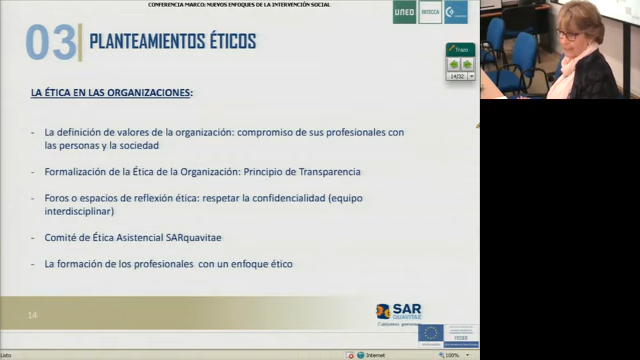 CONFERENCIA MARCO: NUEVOS ENFOQUES DE LA INTERVENCIÓN SOCIAL
UNED
INTECCA
03 PLANTEAMIENTOS ÉTICOS
Trazo
14/32
LA ÉTICA EN LAS ORGANIZACIONES:
- La definición de valores de la organización: compromiso de sus profesionales con
las personas y la sociedad
- Formalización de la Ética de la Organización: Principio de Transparencia
- Foros o espacios de reflexión ética: respetar la confidencialidad (equipo
interdisciplinar)
- Comité de Ética Asistencial SARquavitae
- La formación de los profesionales con un enfoque ético
14
SAR
QUAVITAE
Listo
Internet
100%